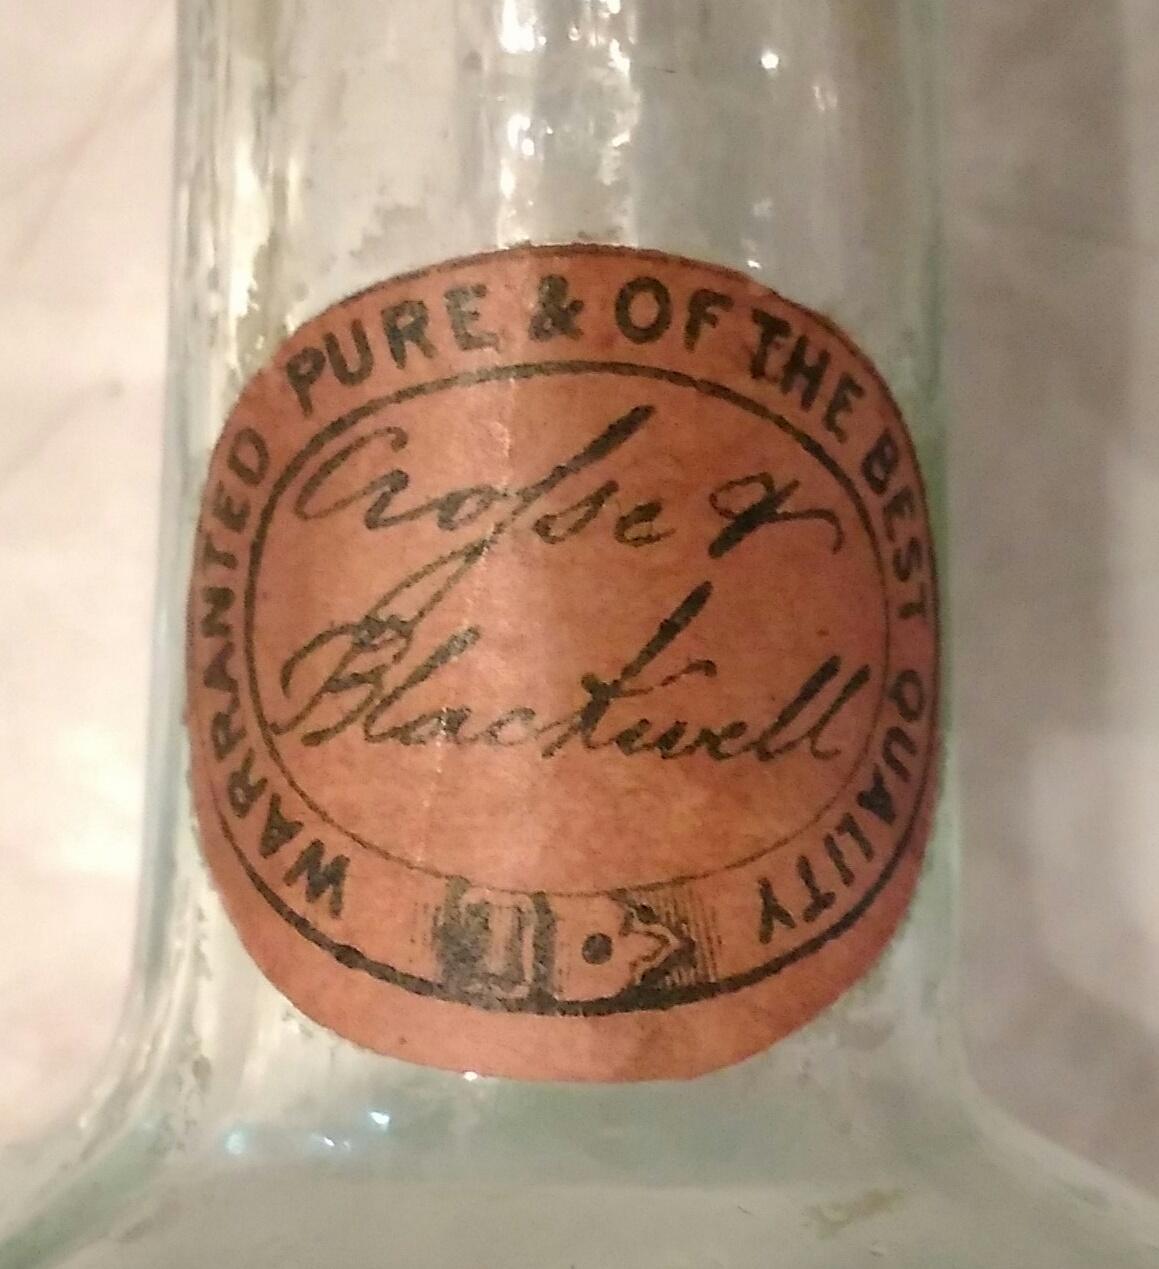 WARRANTED PURE & OF THE BEST QUALITY
Croſse &
Blackwell